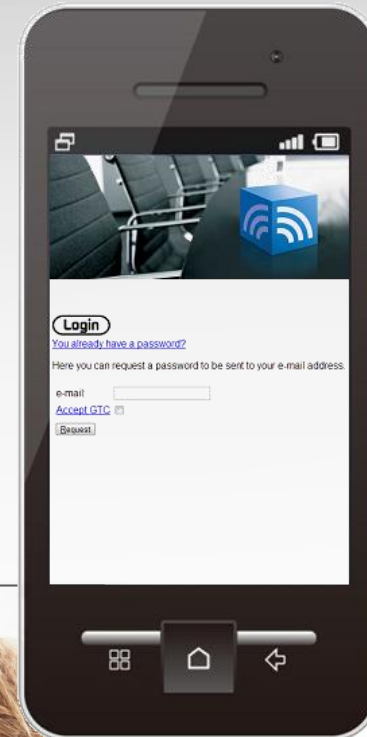 Login
You already have a password?
Here you can request a password to be sent to your e-mail address.
e-mail
Accept GTC
Request